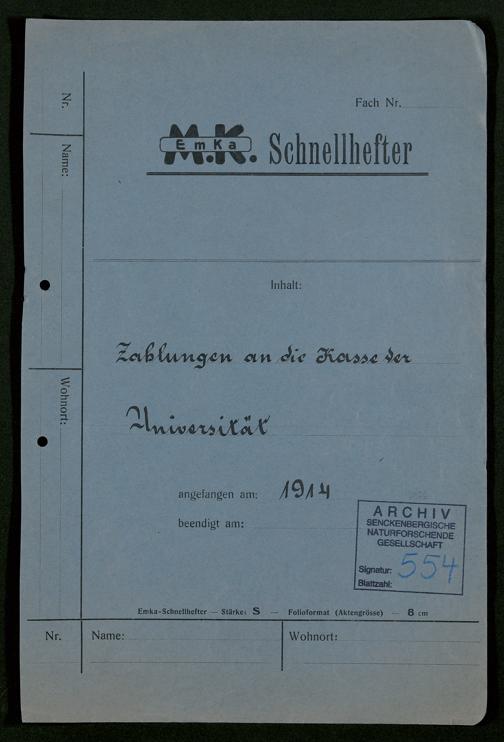 Fach Nr.
M.K. EmKa Schnellhefter
Inhalt:
Zahlungen an die Kasse der
Universität
angefangen am: 1914
beendigt am:
ARCHIV
SENCKENBERGISCHE
NATURFORSCHENDE
GESELLSCHAFT
Signatur: 554
Blattzahl:
Emka-Schnellhefter — Stärke: S — Folioformat (Aktengrösse) — 8 cm
Nr. Name: Wohnort:
Nr.
Name:
Wohnort: